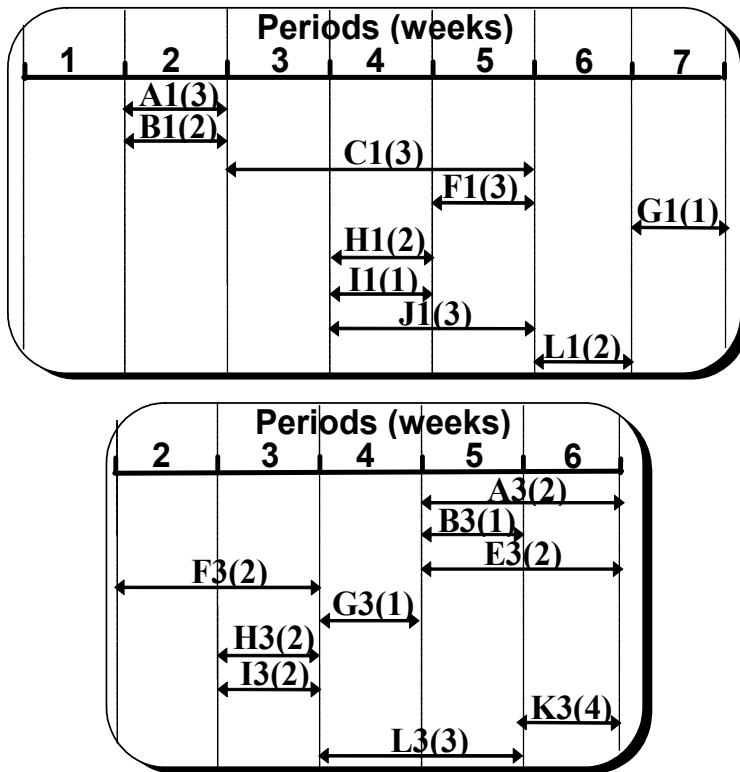 Periods (weeks)
1 2 3 4 5 6 7
A1(3)
B1(2)
C1(3)
F1(3)
G1(1)
H1(2)
I1(1)
J1(3)
L1(2)
Periods (weeks)
2 3 4 5 6
A3(2)
B3(1)
E3(2)
F3(2)
G3(1)
H3(2)
I3(2)
K3(4)
L3(3)